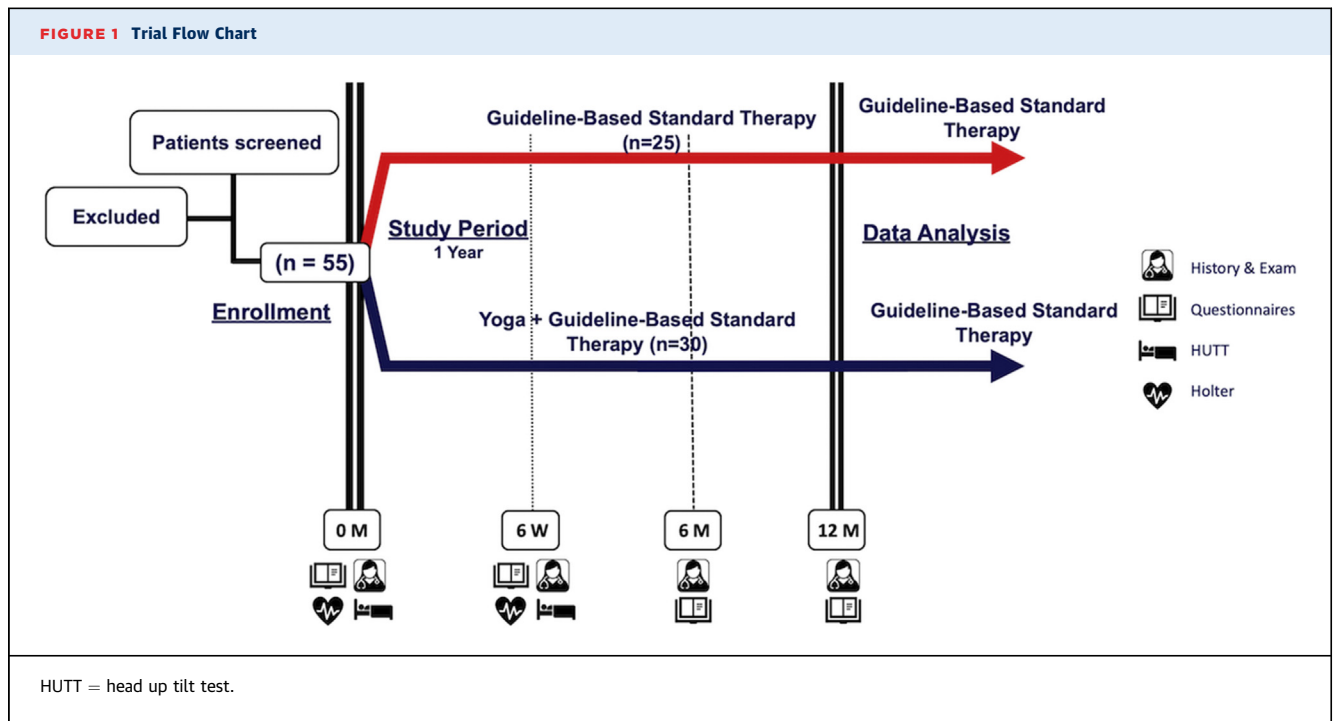 FIGURE 1 Trial Flow Chart
Patients screened
Excluded
(n = 55)
Enrollment
Study Period
1 Year
Guideline-Based Standard Therapy
(n=25)
Yoga + Guideline-Based Standard
Therapy (n=30)
Guideline-Based Standard
Therapy
Data Analysis
Guideline-Based Standard
Therapy
History & Exam
Questionnaires
HUTT
Holter
0 M
6 W
6 M
12 M
HUTT = head up tilt test.